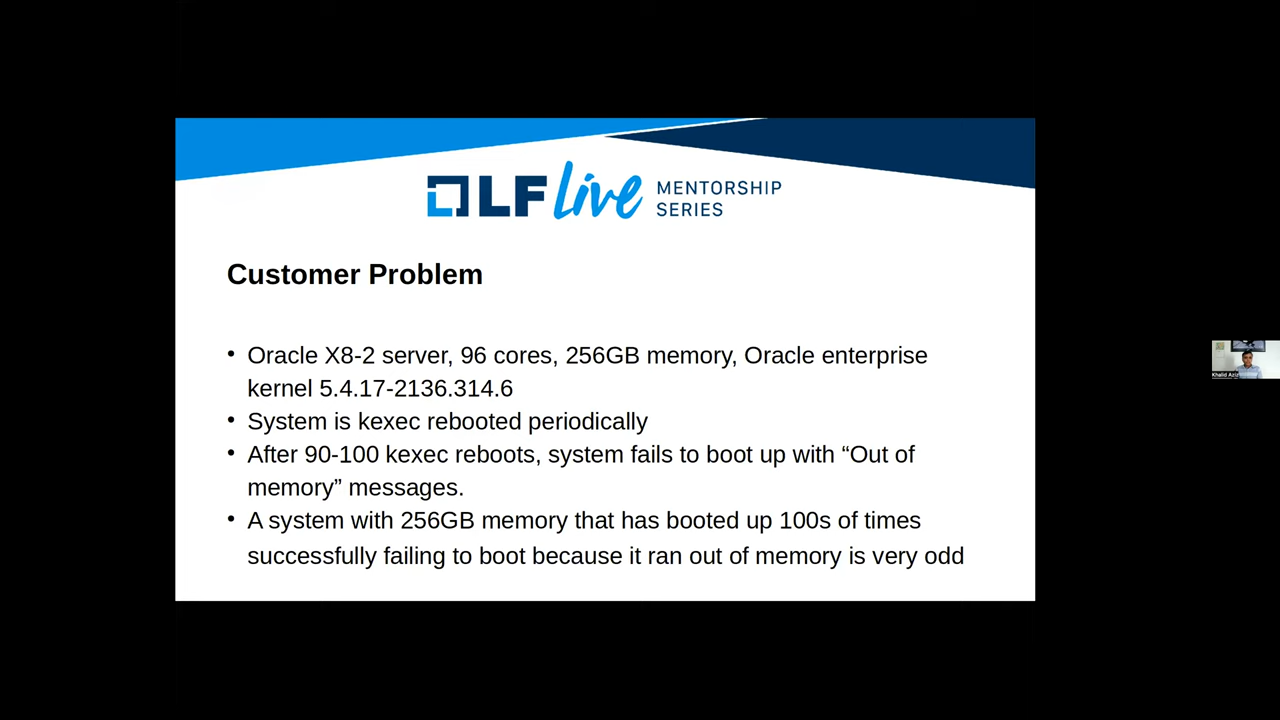 LF Live MENTORSHIP
SERIES
Customer Problem
• Oracle X8-2 server, 96 cores, 256GB memory, Oracle enterprise
kernel 5.4.17-2136.314.6
• System is kexec rebooted periodically
• After 90-100 kexec reboots, system fails to boot up with “Out of
memory” messages.
• A system with 256GB memory that has booted up 100s of times
successfully failing to boot because it ran out of memory is very odd
Khalid Aziz